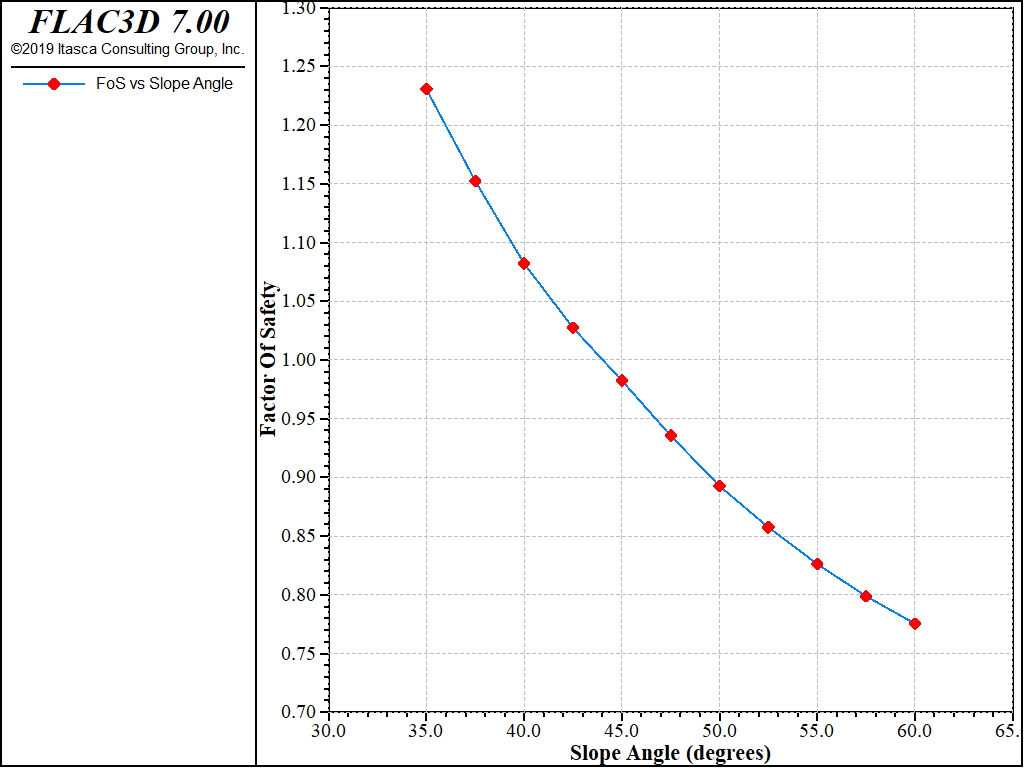 FLAC3D 7.00
©2019 Itasca Consulting Group, Inc.
FoS vs Slope Angle
1.30
1.25
1.20
1.15
1.10
1.05
1.00
0.95
0.90
0.85
0.80
0.75
0.70
Factor Of Safety
30.0 35.0 40.0 45.0 50.0 55.0 60.0 65.
Slope Angle (degrees)